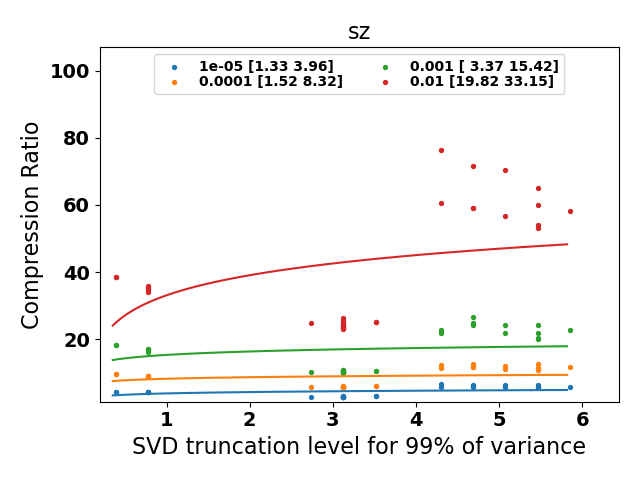 sz
1e-05 [1.33 3.96]
0.0001 [1.52 8.32]
0.001 [ 3.37 15.42]
0.01 [19.82 33.15]
Compression Ratio
100
80
60
40
20
1 2 3 4 5 6
SVD truncation level for 99% of variance